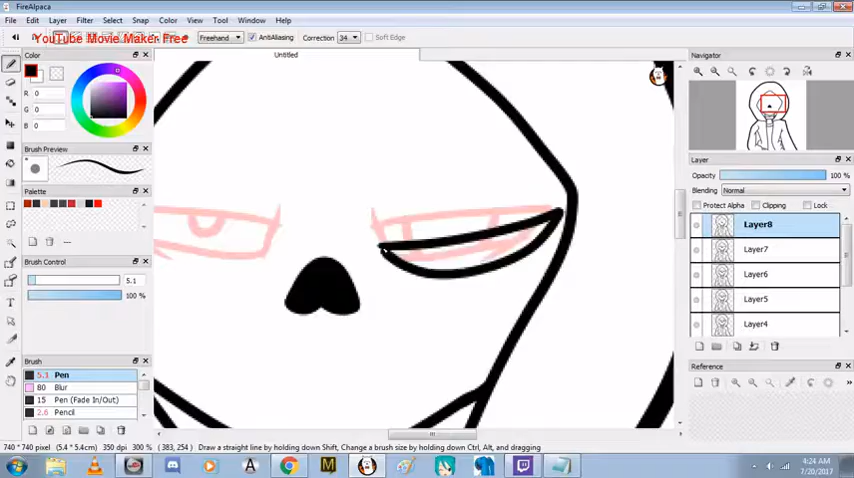 FireAlpaca
File Edit Layer Filter Select Snap Color View Tool Window Help
YouTube Movie Maker Free
Freehand AntiAliasing Correction 34 Soft Edge
Untitled
Color
R 0
G 0
B 0
Brush Preview
Palette
---
Brush Control
5.1
100 %
Brush
5.1 Pen
80 Blur
15 Pen (Fade In/Out)
2.6 Pencil
Navigator
Layer
Opacity 100 %
Blending Normal
Protect Alpha Clipping Lock
Layer8
Layer7
Layer6
Layer5
Layer4
Reference
740 * 740 pixel (5.4 * 5.4cm) 350 dpi 300 % (383, 254) Draw a straight line by holding down Shift, Change a brush size by holding down Ctrl, Alt, and dragging
4:24 AM
7/20/2017